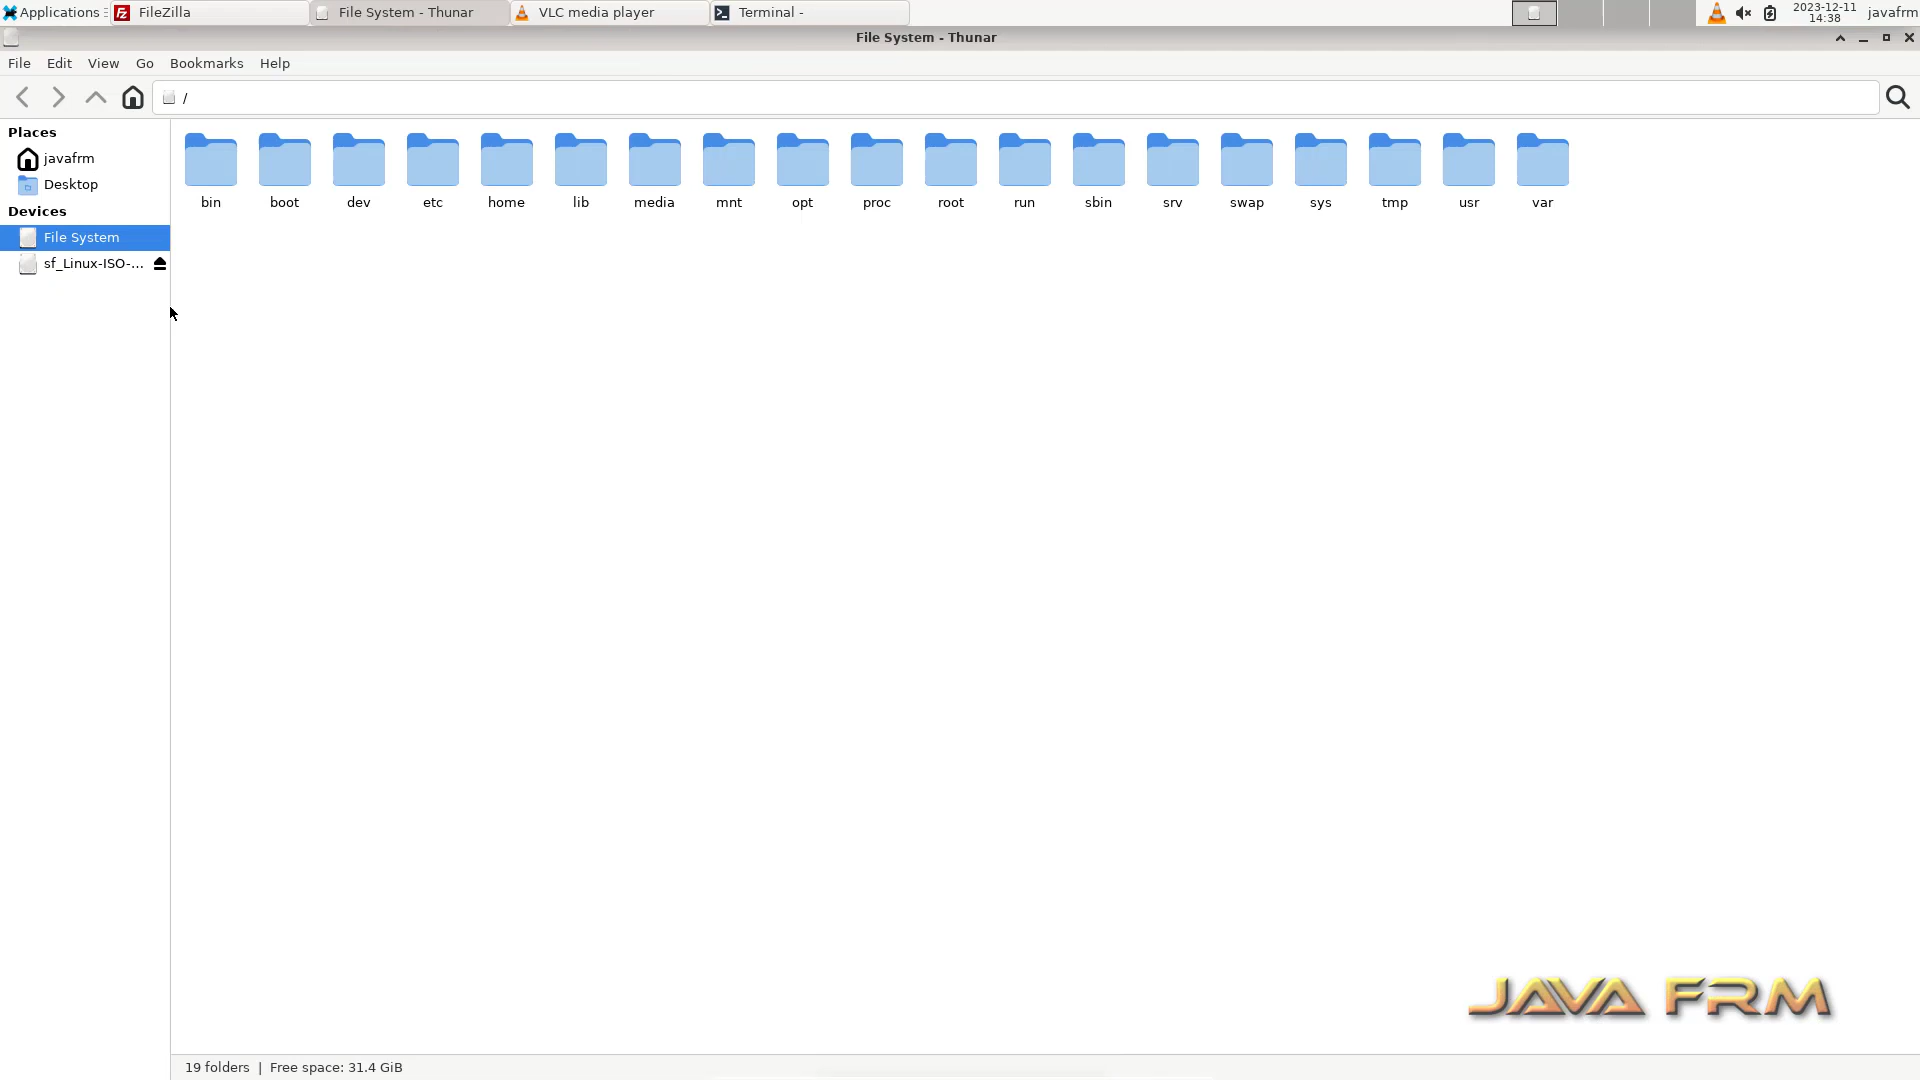 Applications
FileZilla
File System - Thunar
VLC media player
Terminal -
2023-12-11
14:38
javafrm
File System - Thunar
File Edit View Go Bookmarks Help
/
Places
javafrm
Desktop
Devices
File System
sf_Linux-ISO-...
bin boot dev etc home lib media mnt opt proc root run sbin srv swap sys tmp usr var
JAVA FRM
19 folders | Free space: 31.4 GiB